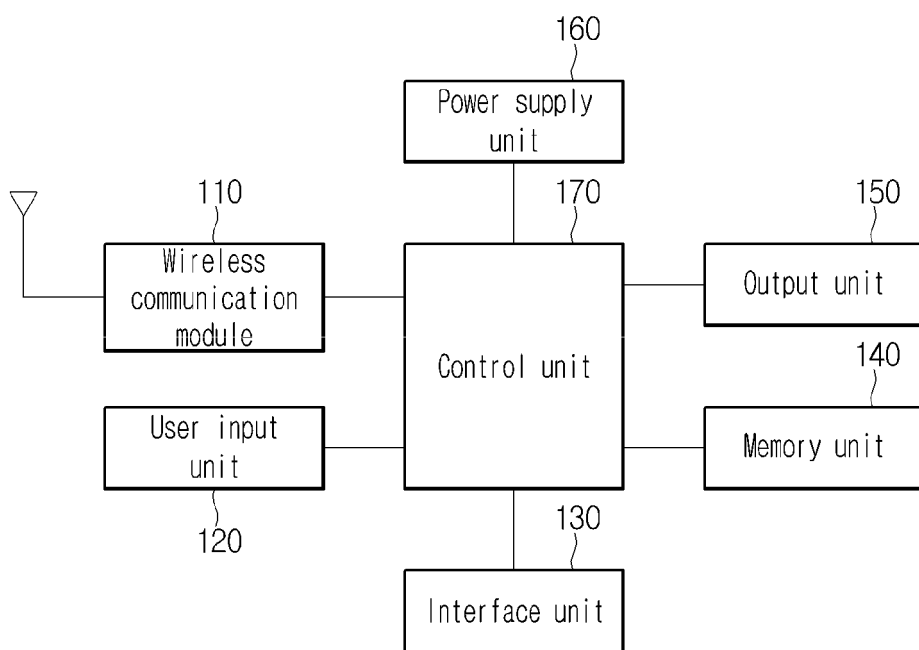 160
Power supply
unit
110
170
150
Wireless
communication
module
Output unit
140
Control unit
User input
unit
Memory unit
120
130
Interface unit